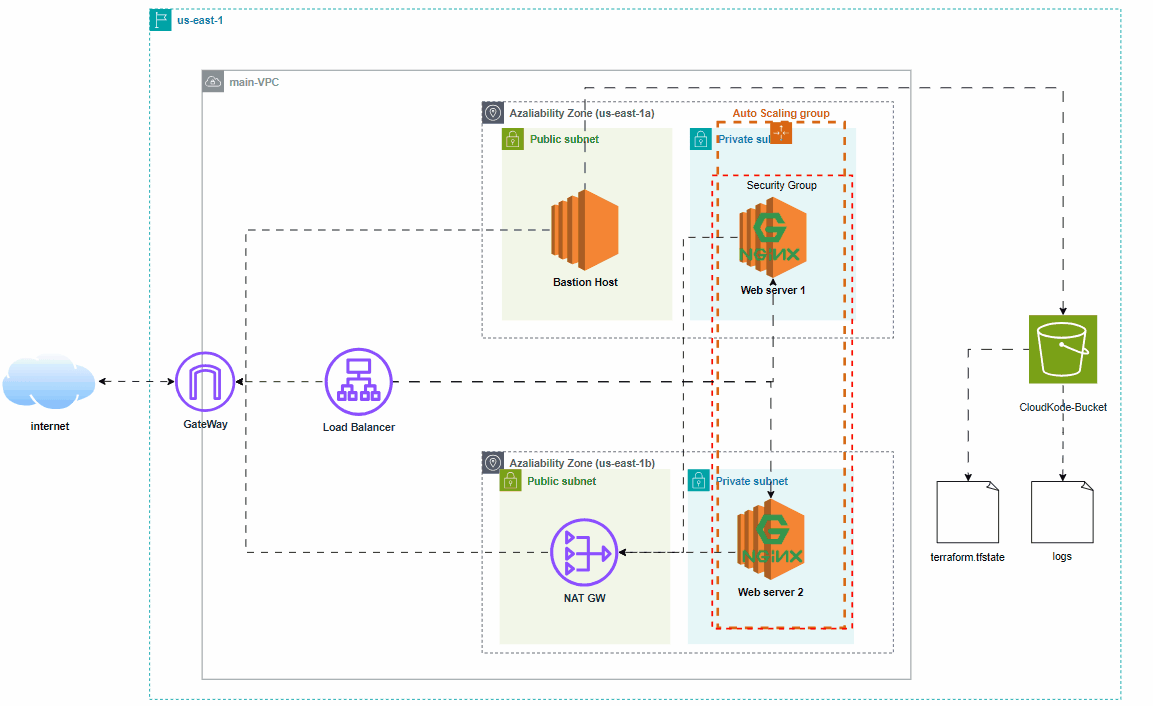 us-east-1
main-VPC
Azaliability Zone (us-east-1a)
Auto Scaling group
Public subnet
Private su
Security Group
NGINX
Bastion Host
Web server 1
internet
GateWay
Load Balancer
CloudKode-Bucket
Azaliability Zone (us-east-1b)
Public subnet
Private subnet
NGINX
NAT GW
Web server 2
terraform.tfstate
logs